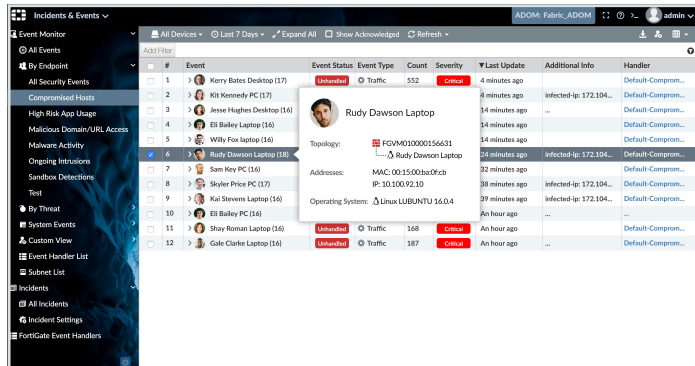 Incidents & Events
ADOM: Fabric_ADOM
admin
Event Monitor
All Devices
Last 7 Days
Expand All
Show Acknowledged
Refresh
All Events
Add Filter
By Endpoint
# Event Event Status Event Type Count Severity Last Update Additional Info Handler
All Security Events
1 Kerry Bates Desktop (17) Unhandled Traffic 552 Critical 4 minutes ago Default-Comprom...
Compromised Hosts
2 Kit Kennedy PC (17) 4 minutes ago infected-ip: 172.104... Default-Comprom...
High Risk App Usage
3 Jesse Hughes Desktop (16) 14 minutes ago ... Default-Comprom...
Malicious Domain/URL Access
4 Eli Bailey Laptop (16) 14 minutes ago Default-Comprom...
Malware Activity
5 Willy Fox laptop (16) 14 minutes ago Default-Comprom...
Ongoing Intrusions
6 Rudy Dawson Laptop (18) 24 minutes ago infected-ip: 172.104... Default-Comprom...
Sandbox Detections
7 Sam Key PC (16) 32 minutes ago Default-Comprom...
Test
8 Skyler Price PC (17) 38 minutes ago infected-ip: 172.104... Default-Comprom...
By Threat
9 Kai Stevens Laptop (16) 39 minutes ago infected-ip: 172.104... Default-Comprom...
System Events
10 Eli Bailey PC (16) An hour ago ... ...
Custom View
11 Shay Roman Laptop (16) Unhandled Traffic 168 Critical An hour ago Default-Comprom...
Event Handler List
12 Gale Clarke Laptop (16) Unhandled Traffic 187 Critical An hour ago ... Default-Comprom...
Subnet List
Incidents
All Incidents
Incident Settings
FortiGate Event Handlers
Rudy Dawson Laptop
Topology: FGVM010000156631
Rudy Dawson Laptop
Addresses: MAC: 00:15:00:ba:0f:cb
IP: 10.100.92.10
Operating System: Linux LUBUNTU 16.0.4